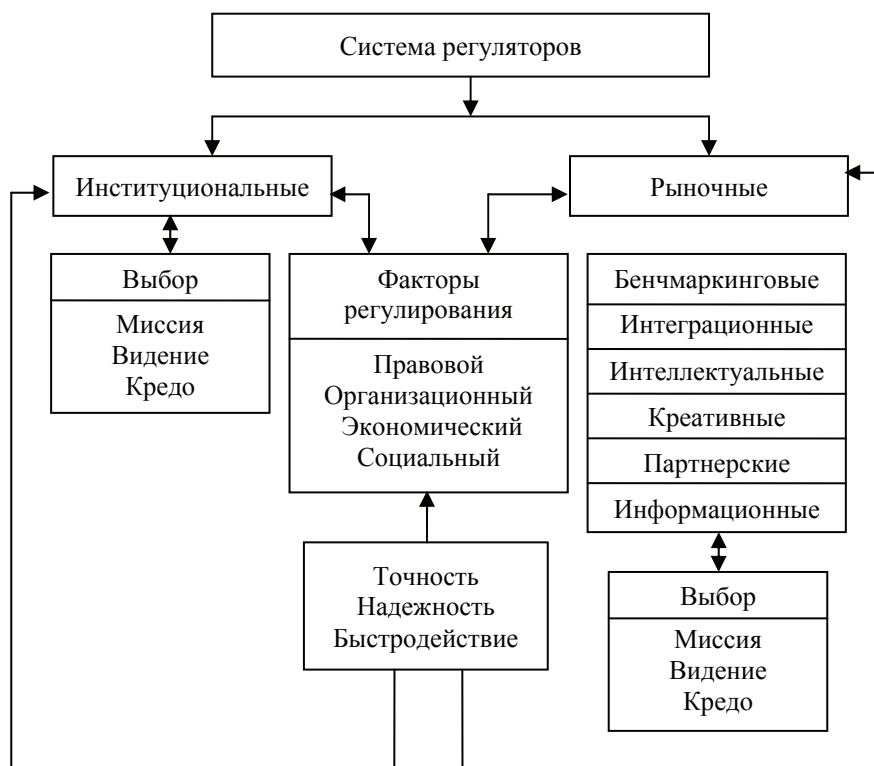 Система регуляторов
Институциональные
Рыночные
Выбор
Миссия
Видение
Кредо
Факторы
регулирования
Правовой
Организационный
Экономический
Социальный
Бенчмаркинговые
Интеграционные
Интеллектуальные
Креативные
Партнерские
Информационные
Точность
Надежность
Быстродействие
Выбор
Миссия
Видение
Кредо